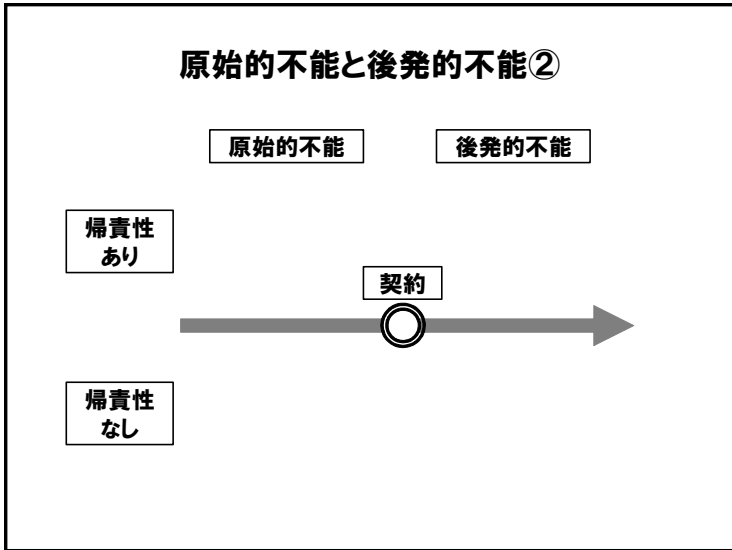 原始的不能と後発的不能②
原始的不能
後発的不能
帰責性
あり
契約
帰責性
なし